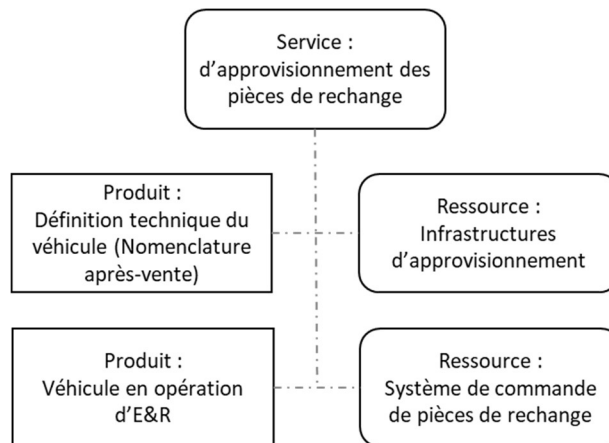 Service :
d’approvisionnement des
pièces de rechange
Produit :
Définition technique du
véhicule (Nomenclature
après-vente)
Ressource :
Infrastructures
d’approvisionnement
Produit :
Véhicule en opération
d’E&R
Ressource :
Système de commande
de pièces de rechange